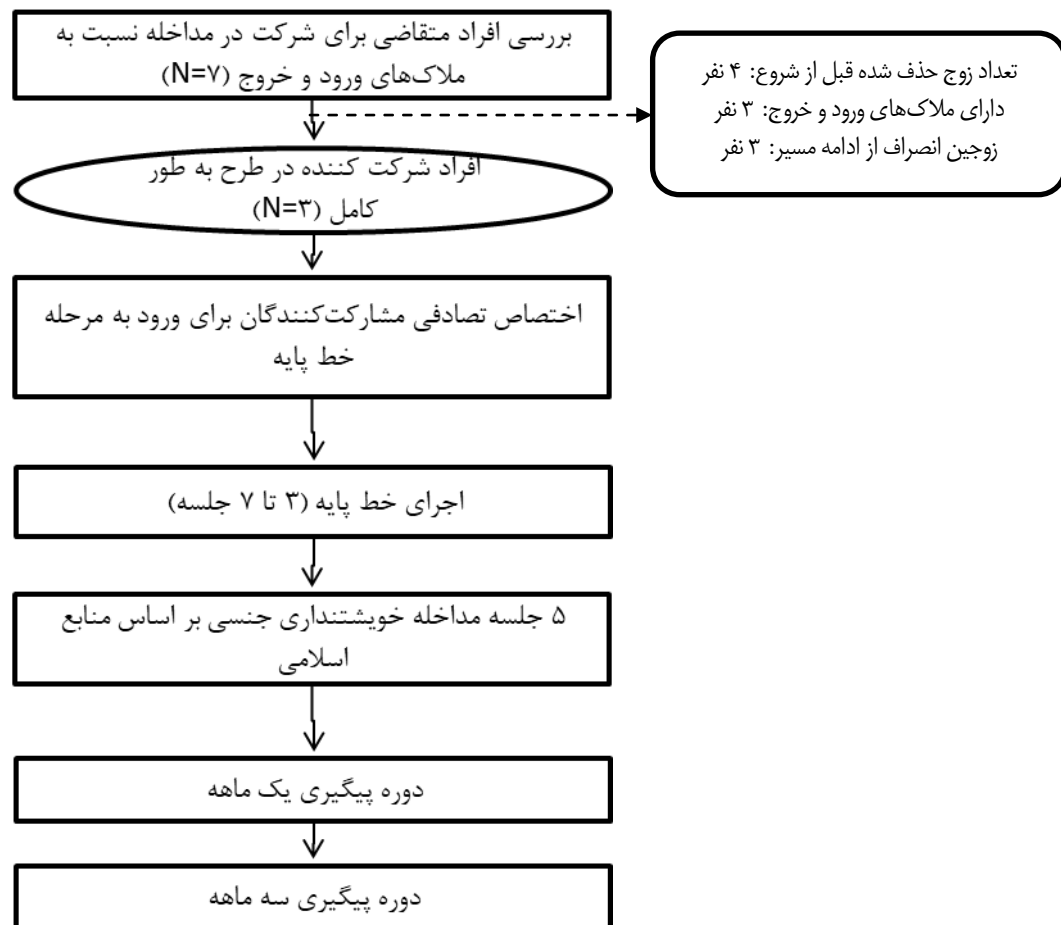 بررسی افراد متقاضی برای شرکت در مداخله نسبت به
ملاک‌های ورود و خروج (N=۷)
تعداد زوج حذف شده قبل از شروع: ۴ نفر
دارای ملاک‌های ورود و خروج: ۳ نفر
زوجین انصراف از ادامه مسیر: ۳ نفر
افراد شرکت کننده در طرح به طور
کامل (N=۳)
اختصاص تصادفی مشارکت‌کنندگان برای ورود به مرحله
خط پایه
اجرای خط پایه (۳ تا ۷ جلسه)
۵ جلسه مداخله خویشتنداری جنسی بر اساس منابع
اسلامی
دوره پیگیری یک ماهه
دوره پیگیری سه ماهه